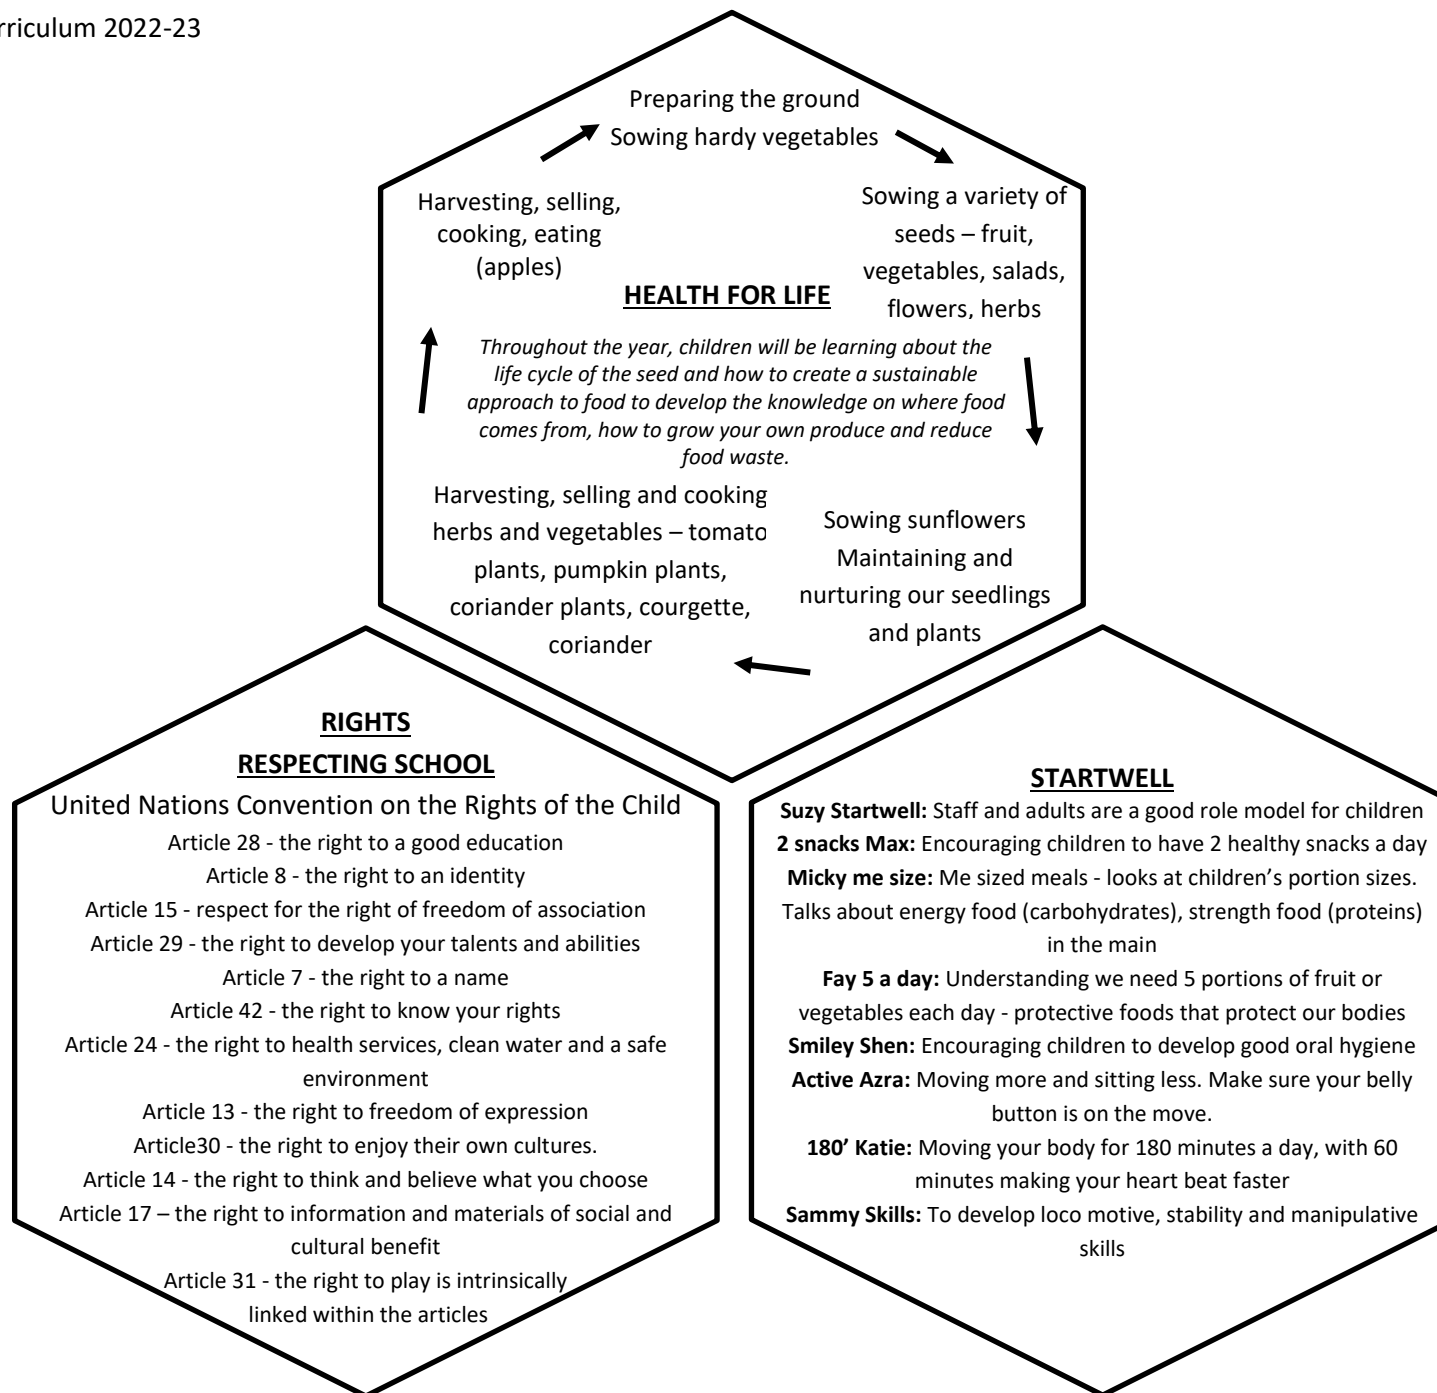 rriculum 2022-23
Preparing the ground
Sowing hardy vegetables
Sowing a variety of
seeds – fruit,
vegetables, salads,
flowers, herbs
Harvesting, selling,
cooking, eating
(apples)
HEALTH FOR LIFE
Throughout the year, children will be learning about the
life cycle of the seed and how to create a sustainable
approach to food to develop the knowledge on where food
comes from, how to grow your own produce and reduce
food waste.
Harvesting, selling and cooking
herbs and vegetables – tomato
plants, pumpkin plants,
coriander plants, courgette,
coriander
Sowing sunflowers
Maintaining and
nurturing our seedlings
and plants
RIGHTS
RESPECTING SCHOOL
United Nations Convention on the Rights of the Child
Article 28 - the right to a good education
Article 8 - the right to an identity
Article 15 - respect for the right of freedom of association
Article 29 - the right to develop your talents and abilities
Article 7 - the right to a name
Article 42 - the right to know your rights
Article 24 - the right to health services, clean water and a safe
environment
Article 13 - the right to freedom of expression
Article30 - the right to enjoy their own cultures.
Article 14 - the right to think and believe what you choose
Article 17 – the right to information and materials of social and
cultural benefit
Article 31 - the right to play is intrinsically
linked within the articles
STARTWELL
Suzy Startwell: Staff and adults are a good role model for children
2 snacks Max: Encouraging children to have 2 healthy snacks a day
Micky me size: Me sized meals - looks at children’s portion sizes.
Talks about energy food (carbohydrates), strength food (proteins)
in the main
Fay 5 a day: Understanding we need 5 portions of fruit or
vegetables each day - protective foods that protect our bodies
Smiley Shen: Encouraging children to develop good oral hygiene
Active Azra: Moving more and sitting less. Make sure your belly
button is on the move.
180’ Katie: Moving your body for 180 minutes a day, with 60
minutes making your heart beat faster
Sammy Skills: To develop loco motive, stability and manipulative
skills